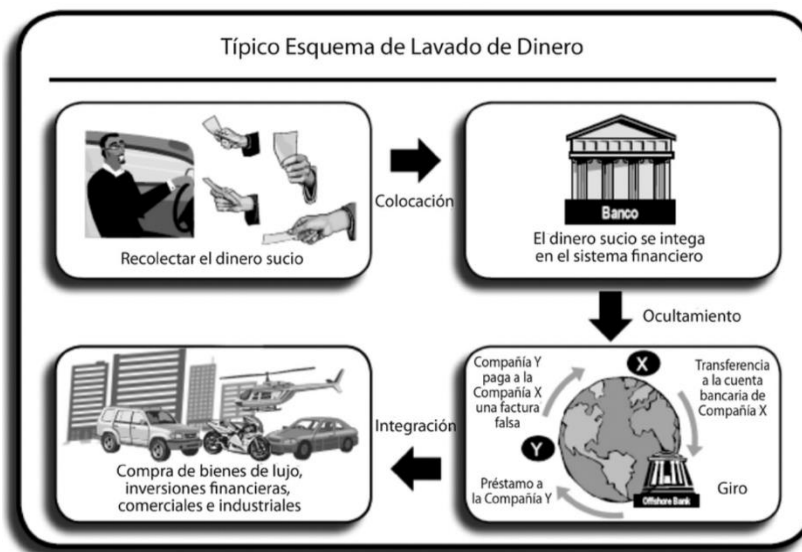 Típico Esquema de Lavado de Dinero
Recolectar el dinero sucio
Colocación
Banco
El dinero sucio se intega
en el sistema financiero
Ocultamiento
Compañía Y
paga a la
Compañía X
una factura
falsa
X
Transferencia
a la cuenta
bancaria de
Compañía X
Y
Préstamo a
la Compañía Y
Offshore Bank
Giro
Integración
Compra de bienes de lujo,
inversiones financieras,
comerciales e industriales